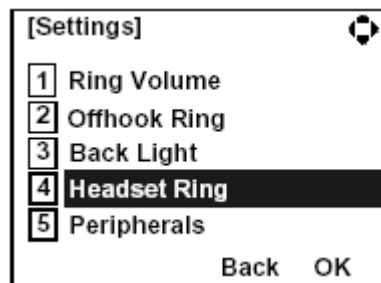 [Settings]
1 Ring Volume
2 Offhook Ring
3 Back Light
4 Headset Ring
5 Peripherals
Back OK